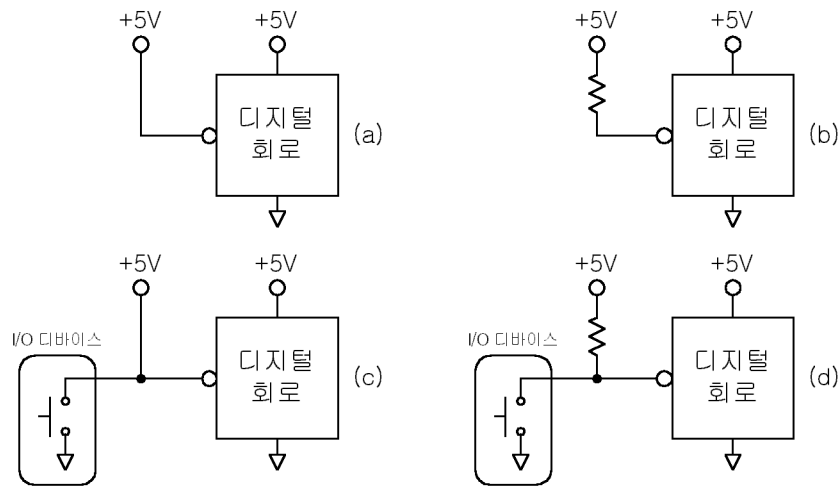 +5V +5V
디지털
회로
(a)
+5V +5V
디지털
회로
(b)
+5V +5V
I/O 디바이스
디지털
회로
(c)
+5V +5V
I/O 디바이스
디지털
회로
(d)